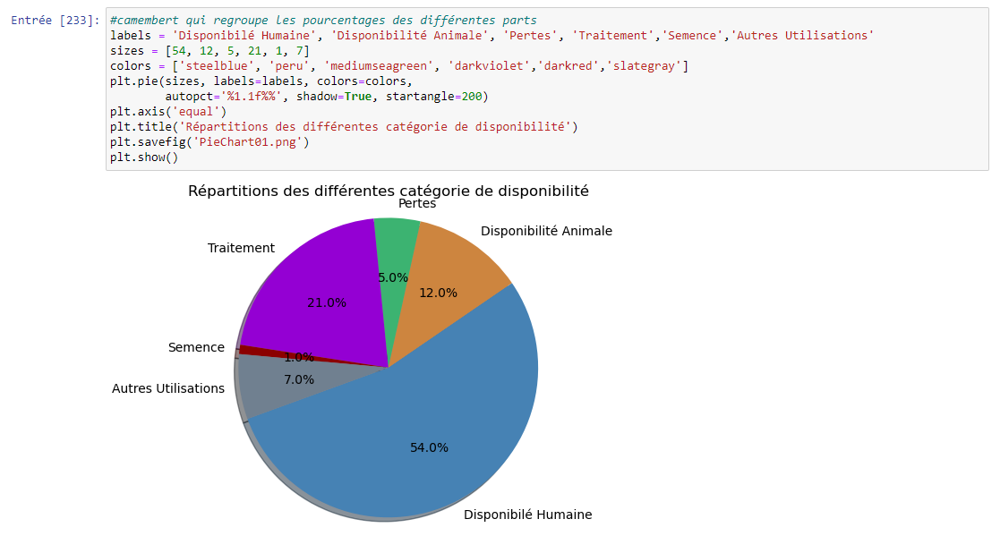 Entrée [233]: #camembert qui regroupe les pourcentages des différentes parts
labels = 'Disponibilé Humaine', 'Disponibilité Animale', 'Pertes', 'Traitement','Semence','Autres Utilisations'
sizes = [54, 12, 5, 21, 1, 7]
colors = ['steelblue', 'peru', 'mediumseagreen', 'darkviolet','darkred','slategray']
plt.pie(sizes, labels=labels, colors=colors,
        autopct='%1.1f%%', shadow=True, startangle=200)
plt.axis('equal')
plt.title('Répartitions des différentes catégorie de disponibilité')
plt.savefig('PieChart01.png')
plt.show()
Répartitions des différentes catégorie de disponibilité
Pertes
Disponibilité Animale
Traitement
5.0%
12.0%
21.0%
Semence
1.0%
7.0%
Autres Utilisations
54.0%
Disponibilé Humaine